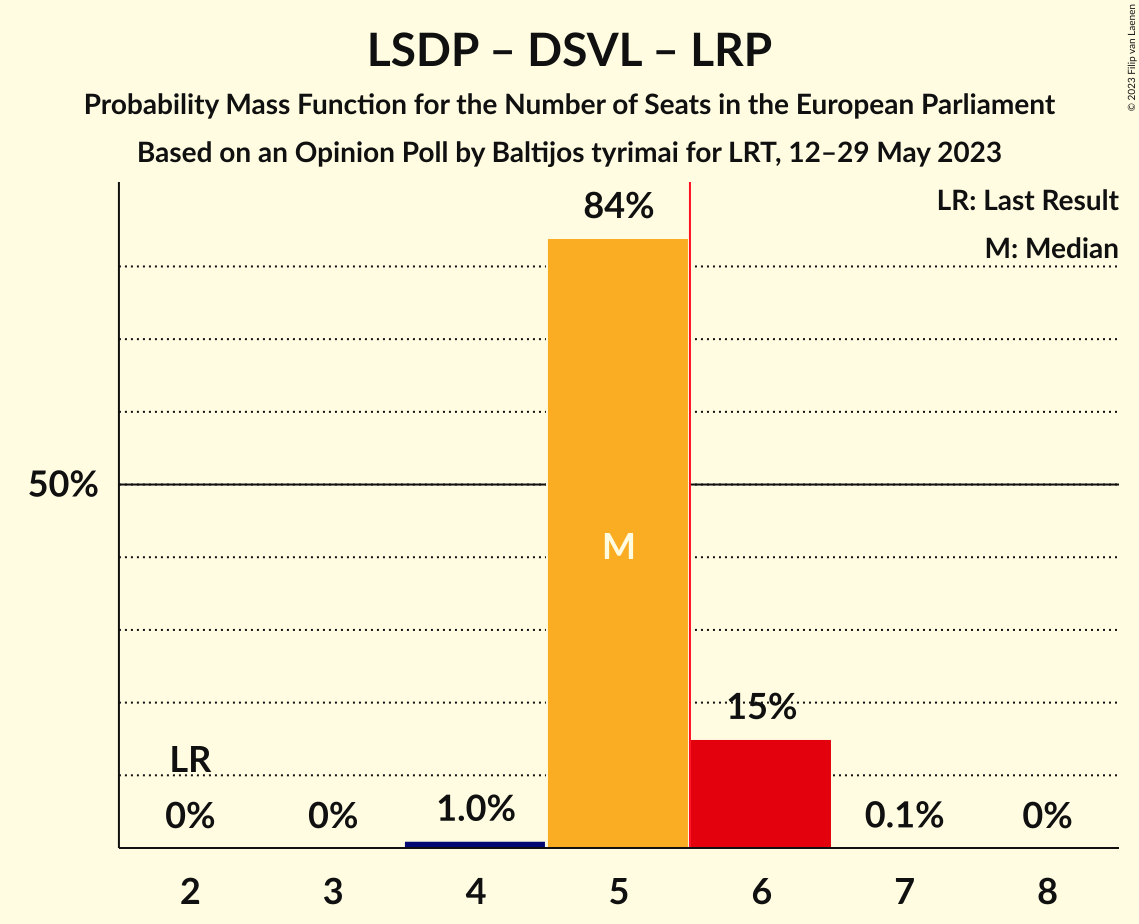 LSDP – DSVL – LRP
Probability Mass Function for the Number of Seats in the European Parliament
Based on an Opinion Poll by Baltijos tyrimai for LRT, 12–29 May 2023
© 2023 Filip van Laenen
LR: Last Result
M: Median
84%
50%
M
15%
LR
0%
0%
1.0%
0.1%
0%
2 3 4 5 6 7 8